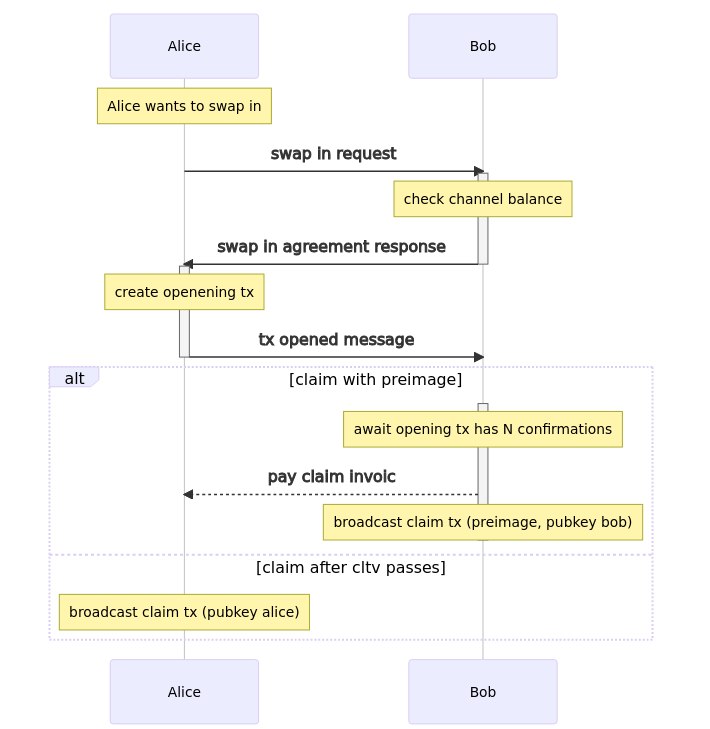 Alice
Bob
Alice wants to swap in
swap in request
check channel balance
swap in agreement response
create openening tx
tx opened message
alt
[claim with preimage]
await opening tx has N confirmations
pay claim invoic
broadcast claim tx (preimage, pubkey bob)
[claim after cltv passes]
broadcast claim tx (pubkey alice)
Alice
Bob